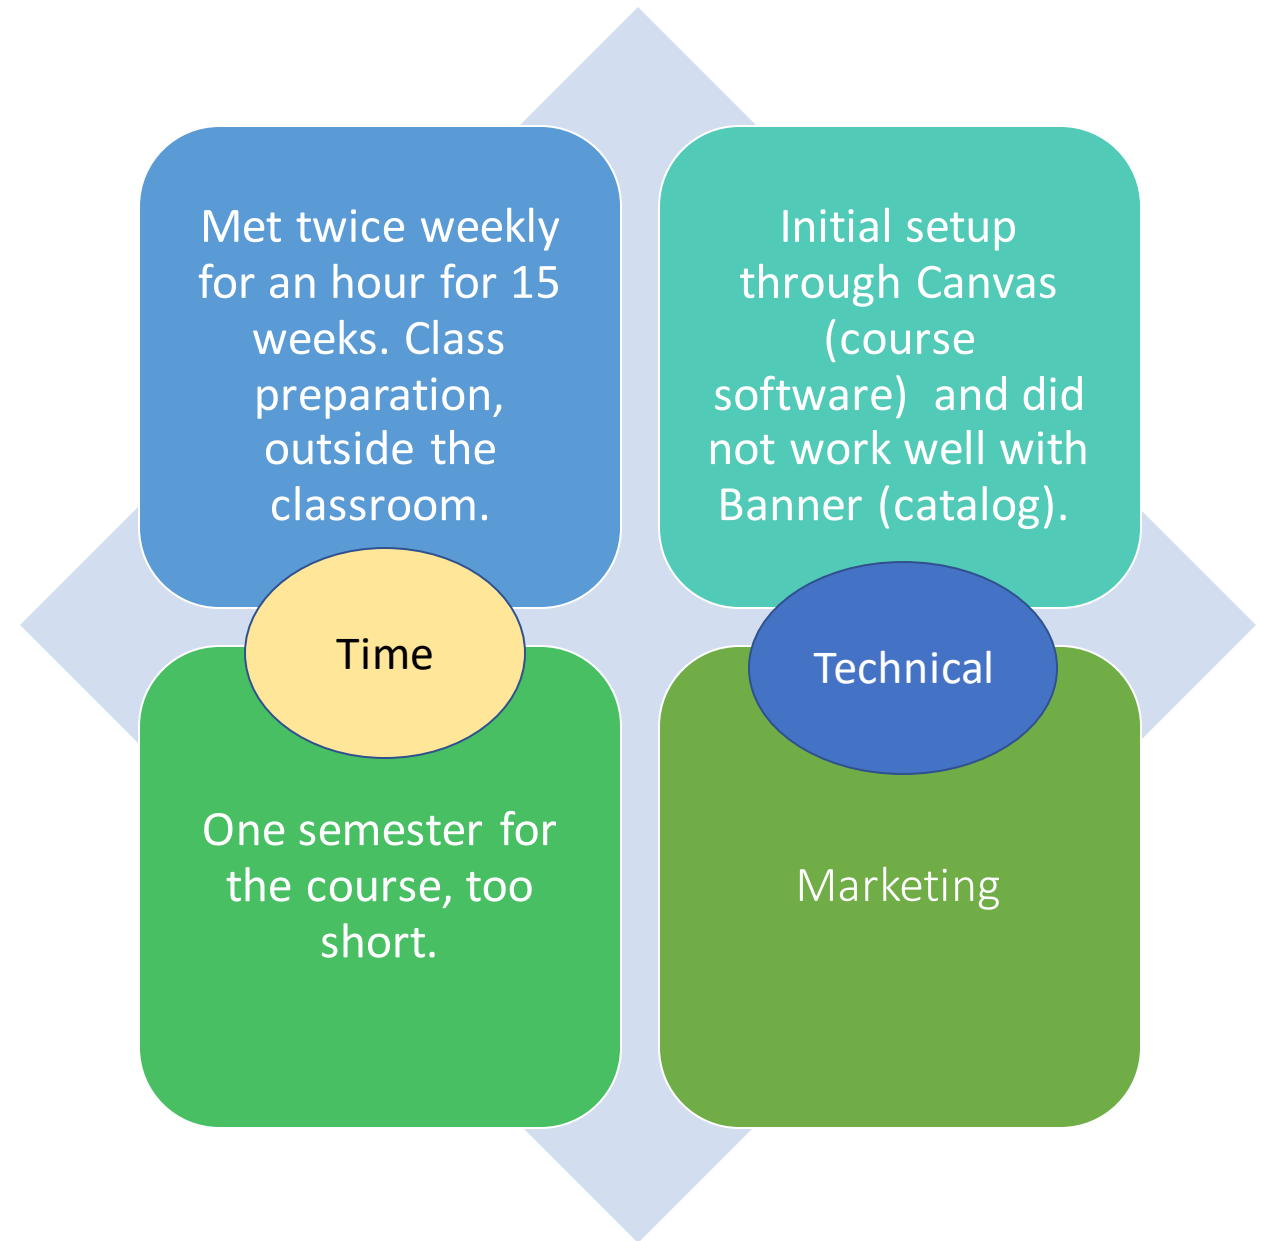 Met twice weekly
for an hour for 15
weeks. Class
preparation,
outside the
classroom.
Initial setup
through Canvas
(course
software)  and did
not work well with
Banner (catalog).
Time
Technical
One semester for
the course, too
short.
Marketing